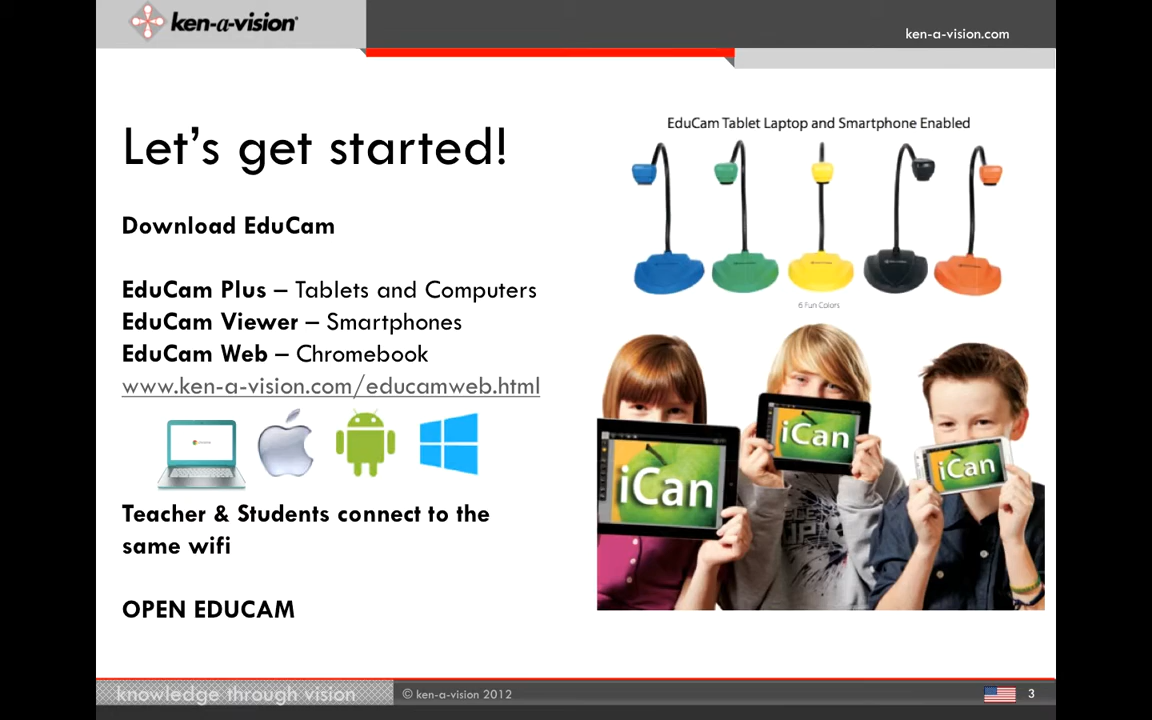 ken-a-vision
ken-a-vision.com
Let's get started!
Download EduCam
EduCam Plus – Tablets and Computers
EduCam Viewer – Smartphones
EduCam Web – Chromebook
www.ken-a-vision.com/educamweb.html
Teacher & Students connect to the
same wifi
OPEN EDUCAM
EduCam Tablet Laptop and Smartphone Enabled
6 Fun Colors
iCan
iCan
iCan
knowledge through vision
© ken-a-vision 2012
3